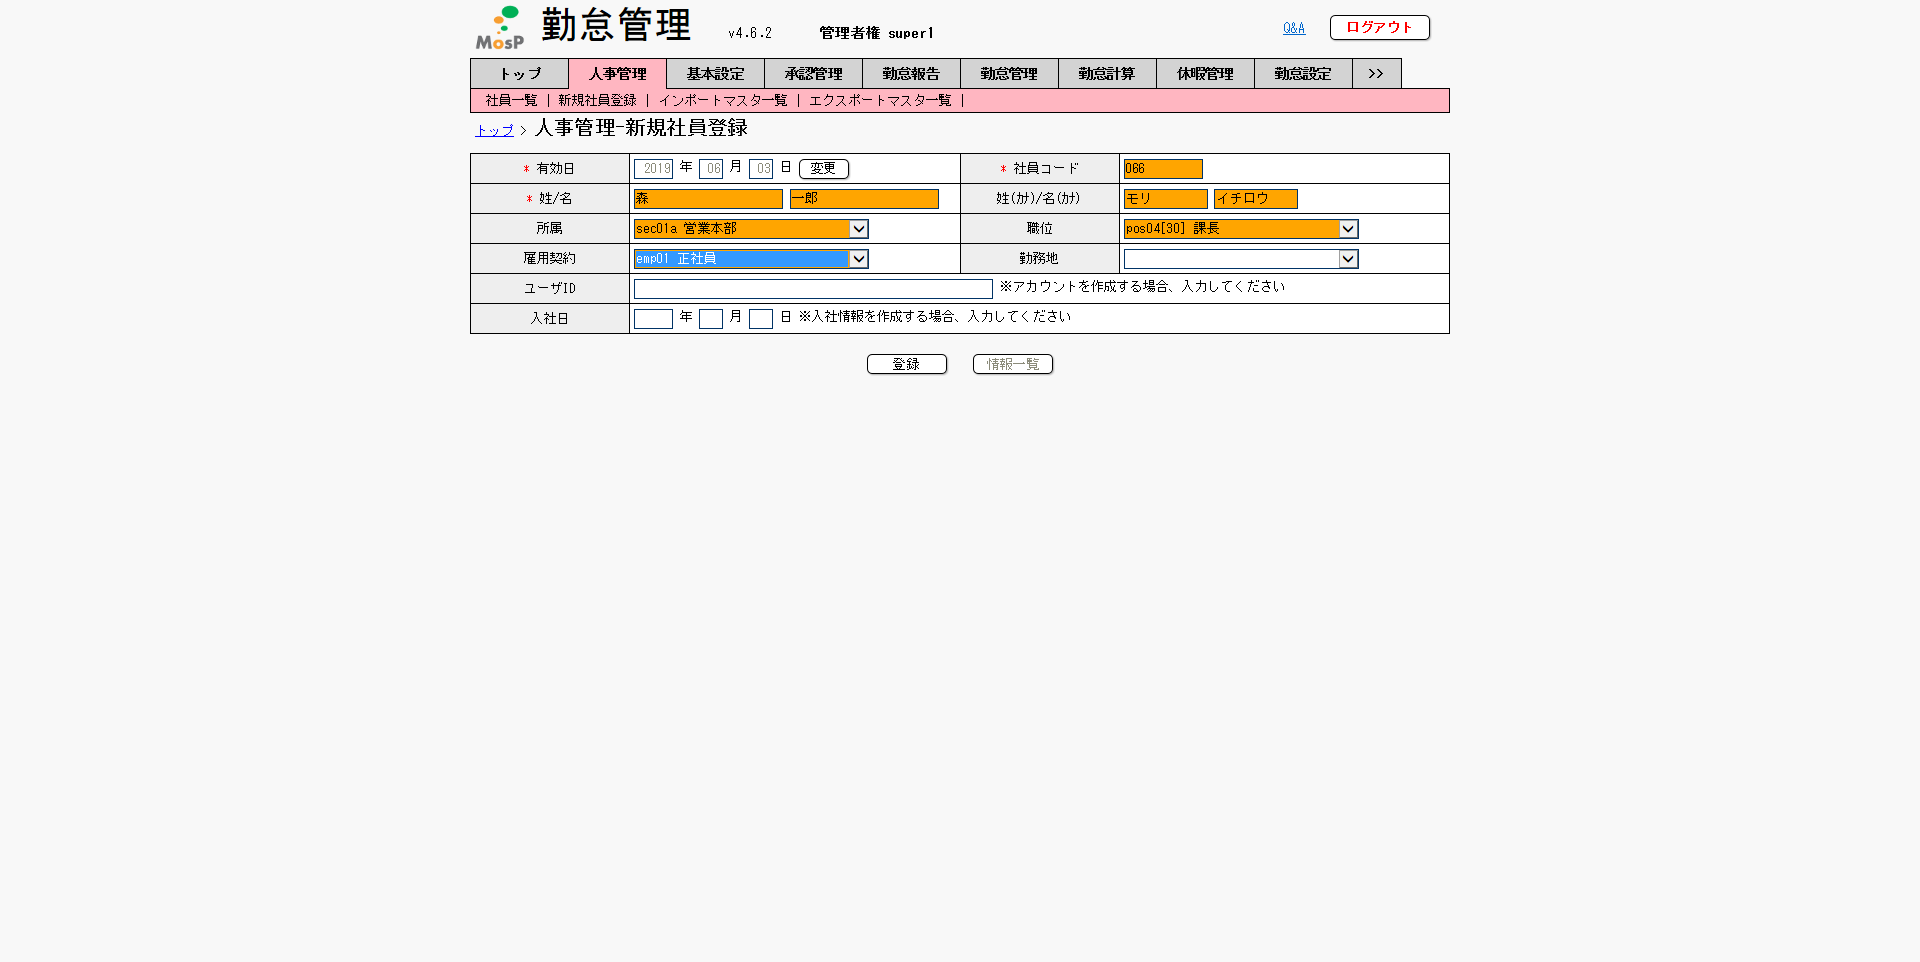 MosP 勤怠管理 v4.6.2 管理者権 super1 Q&A ログアウト
トップ 人事管理 基本設定 承認管理 勤怠報告 勤怠管理 勤怠計算 休暇管理 勤怠設定 >>
社員一覧 | 新規社員登録 | インポートマスタ一覧 | エクスポートマスタ一覧 |
トップ > 人事管理-新規社員登録
* 有効日 2019 年 06 月 03 日 変更 * 社員コード 066
* 姓/名 森 一郎 姓(ｶﾅ)/名(ｶﾅ) モリ イチロウ
所属 sec01a 営業本部 職位 pos04[30] 課長
雇用契約 emp01 正社員 勤務地
ユーザID ※アカウントを作成する場合、入力してください
入社日 年 月 日 ※入社情報を作成する場合、入力してください
登録 情報一覧